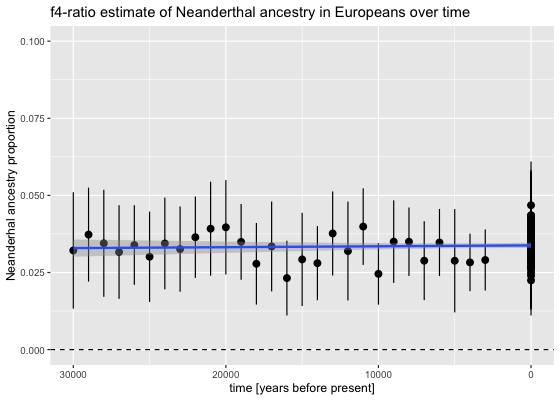 f4-ratio estimate of Neanderthal ancestry in Europeans over time
Neanderthal ancestry proportion
0.100
0.075
0.050
0.025
0.000
30000 20000 10000 0
time [years before present]